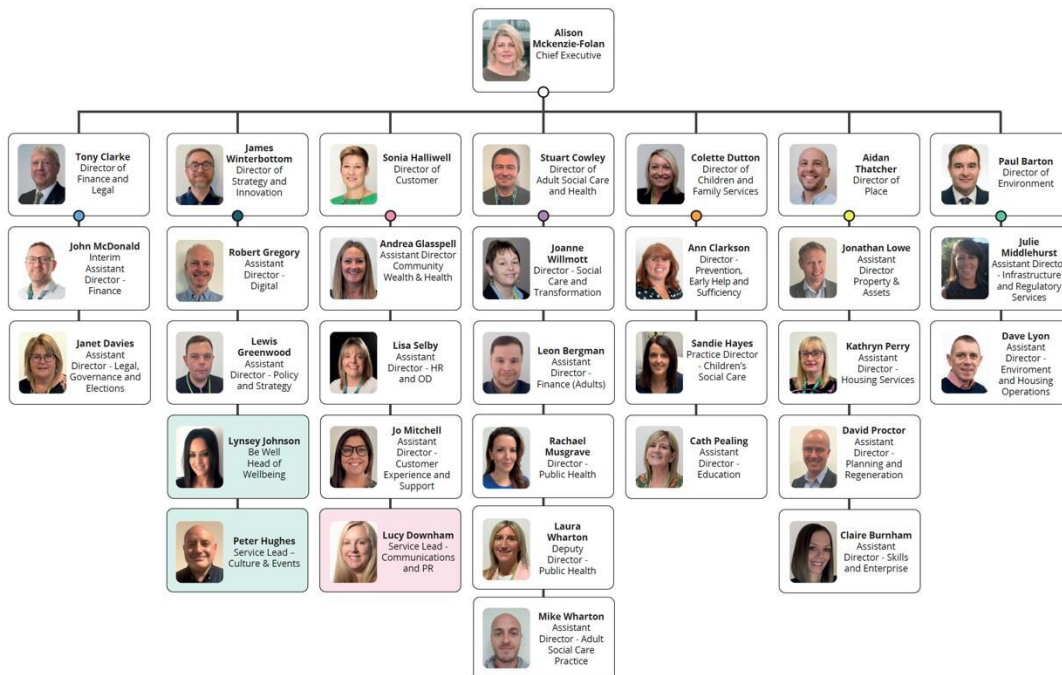 Alison
Mckenzie-Folan
Chief Executive
Tony Clarke
Director of
Finance and
Legal
James
Winterbottom
Director of
Strategy and
Innovation
Sonia Halliwell
Director of
Customer
Stuart Cowley
Director of
Adult Social Care
and Health
Colette Dutton
Director of
Children and
Family Services
Aidan
Thatcher
Director of
Place
Paul Barton
Director of
Environment
John McDonald
Interim
Assistant
Director -
Finance
Robert Gregory
Assistant
Director -
Digital
Andrea Glasspell
Assistant Director
Community
Wealth & Health
Joanne
Willmott
Director - Social
Care and
Transformation
Ann Clarkson
Director -
Prevention,
Early Help and
Sufficiency
Jonathan Lowe
Assistant
Director
Property &
Assets
Julie
Middlehurst
Assistant Director
- Infrastructure
and Regulatory
Services
Janet Davies
Assistant
Director - Legal,
Governance and
Elections
Lewis
Greenwood
Assistant
Director - Policy
and Strategy
Lisa Selby
Assistant
Director - HR
and OD
Leon Bergman
Assistant
Director -
Finance (Adults)
Sandie Hayes
Practice Director
- Children's
Social Care
Kathryn Perry
Assistant
Director -
Housing Services
Dave Lyon
Assistant
Director -
Enviroment and
Housing
Operations
Lynsey Johnson
Be Well
Head of
Wellbeing
Jo Mitchell
Assistant
Director -
Customer
Experience and
Support
Rachael
Musgrave
Director -
Public Health
Cath Pealing
Assistant
Director -
Education
David Proctor
Assistant
Director -
Planning and
Regeneration
Peter Hughes
Service Lead –
Culture & Events
Lucy Downham
Service Lead -
Communications
and PR
Laura
Wharton
Deputy
Director -
Public Health
Claire Burnham
Assistant
Director - Skills
and Enterprise
Mike Wharton
Assistant
Director - Adult
Social Care
Practice